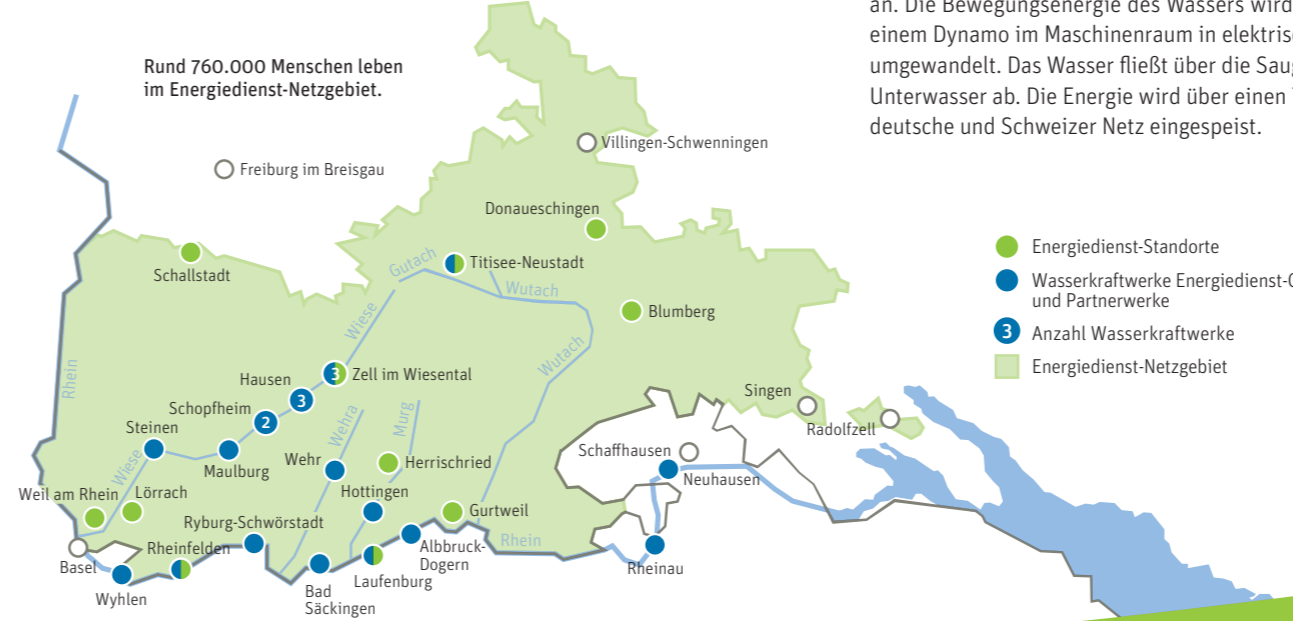 an. Die Bewegungsenergie des Wassers wird
einem Dynamo im Maschinenraum in
umgewandelt. Das Wasser fließt über die
Unterwasser ab. Die Energie wird über einen
deutsche und Schweizer Netz eingespeist.
Rund 760.000 Menschen leben
im Energiedienst-Netzgebiet.
Villingen-Schwenningen
Freiburg im Breisgau
Donaueschingen
Schallstadt
Gutach
Titisee-Neustadt
Wutach
Blumberg
Wiese
Wutach
Rhein
3
Zell im Wiesental
Hausen
3
Schopfheim
2
Steinen
Maulburg
Wiese
Wehra
Murg
Wehr
Herrischried
Hottingen
Singen
Radolfzell
Schaffhausen
Neuhausen
Weil am Rhein
Lörrach
Ryburg-Schwörstadt
Gurtweil
Rheinfelden
Albbruck-
Dogern
Rhein
Rheinau
Basel
Wyhlen
Bad
Säckingen
Laufenburg
Energiedienst-Standorte
Wasserkraftwerke
und Partnerwerke
3
Anzahl Wasserkraftwerke
Energiedienst-Netzgebiet